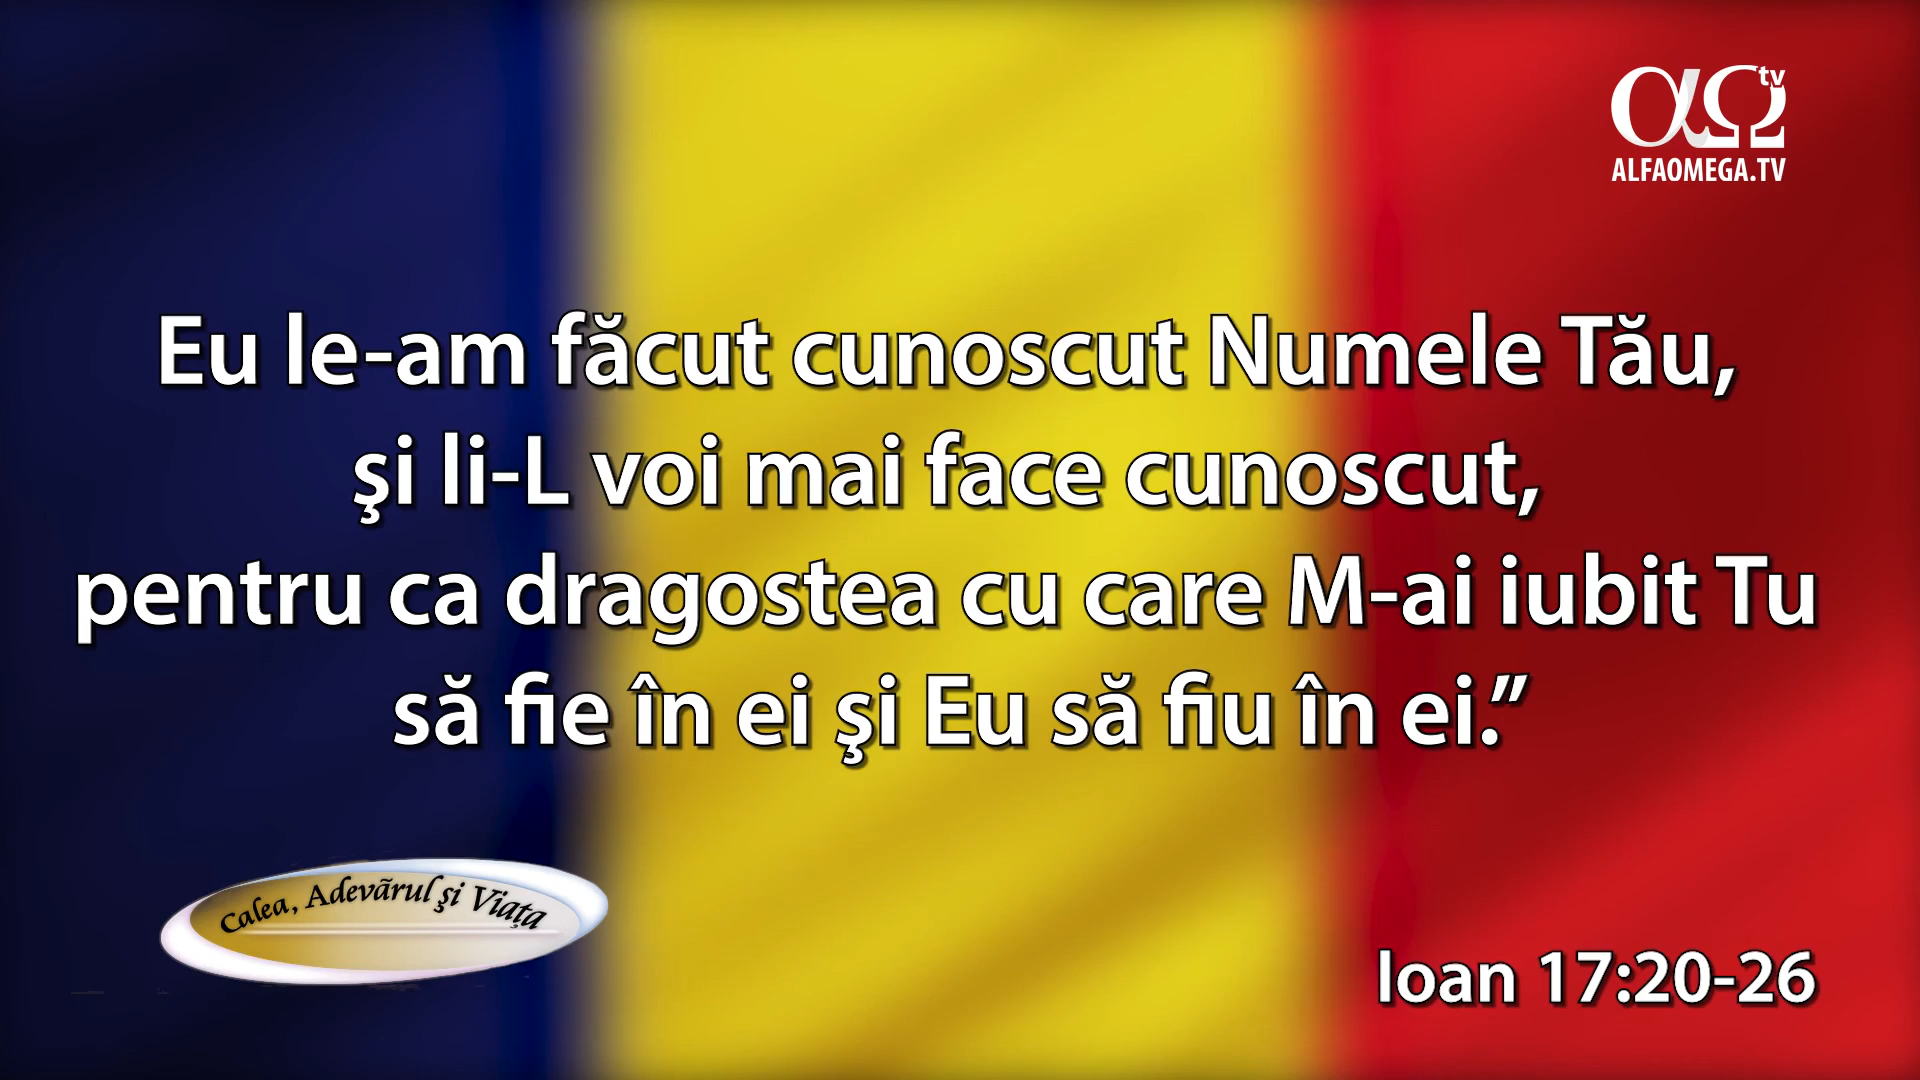 tv
αΩ
ALFAOMEGA.TV
Eu le-am făcut cunoscut Numele Tău,
şi li-L voi mai face cunoscut,
pentru ca dragostea cu care M-ai iubit Tu
să fie în ei şi Eu să fiu în ei.”
Calea, Adevãrul şi Viaţa
Ioan 17:20-26